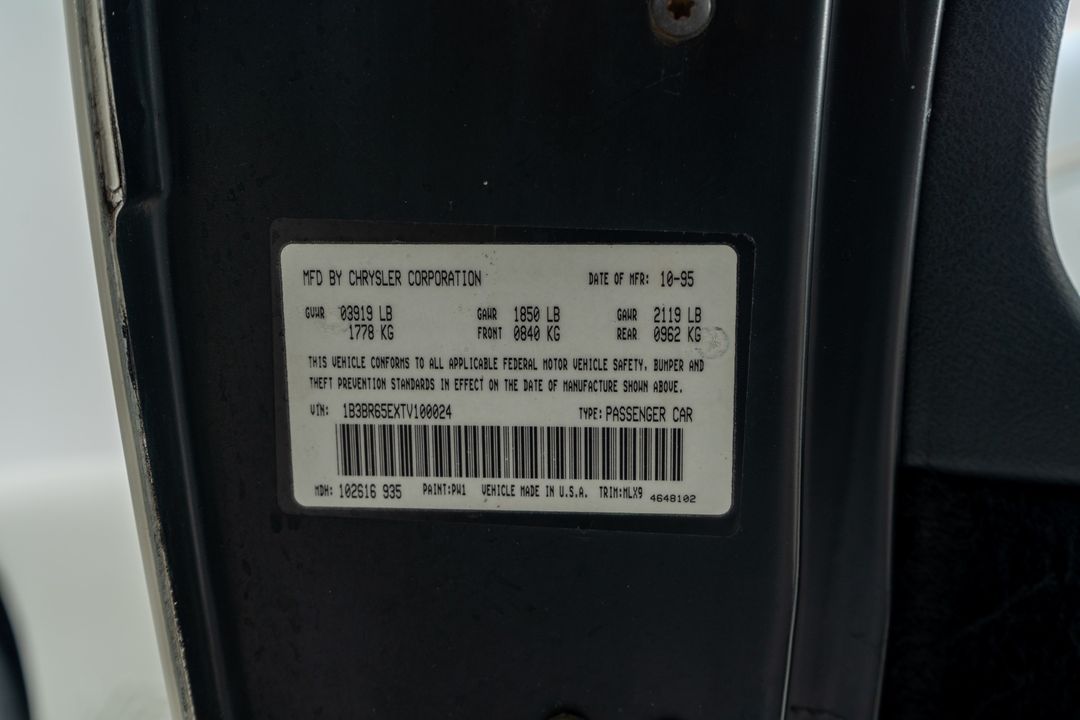 MFD BY CHRYSLER CORPORATION DATE OF MFR: 10-95
GVWR 03919 LB GAWR 1850 LB GAWR 2119 LB
1778 KG FRONT 0840 KG REAR 0962 KG
THIS VEHICLE CONFORMS TO ALL APPLICABLE FEDERAL MOTOR VEHICLE SAFETY, BUMPER AND
THEFT PREVENTION STANDARDS IN EFFECT ON THE DATE OF MANUFACTURE SHOWN ABOVE.
VIN: 1B3BR65EXTV100024 TYPE: PASSENGER CAR
MDH: 102616 935 PAINT:PW1 VEHICLE MADE IN U.S.A. TRIM:MLX9 4648102